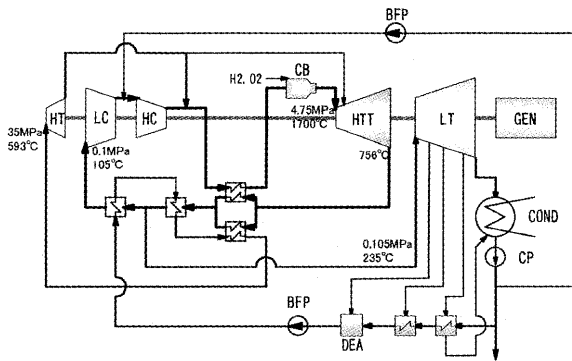 BFP
H2. O2
CB
HT
LC
HC
4.75MPa
1700℃
HTT
LT
GEN
35MPa
593℃
0.1MPa
105℃
756℃
COND
0.105MPa
235℃
CP
BFP
DEA